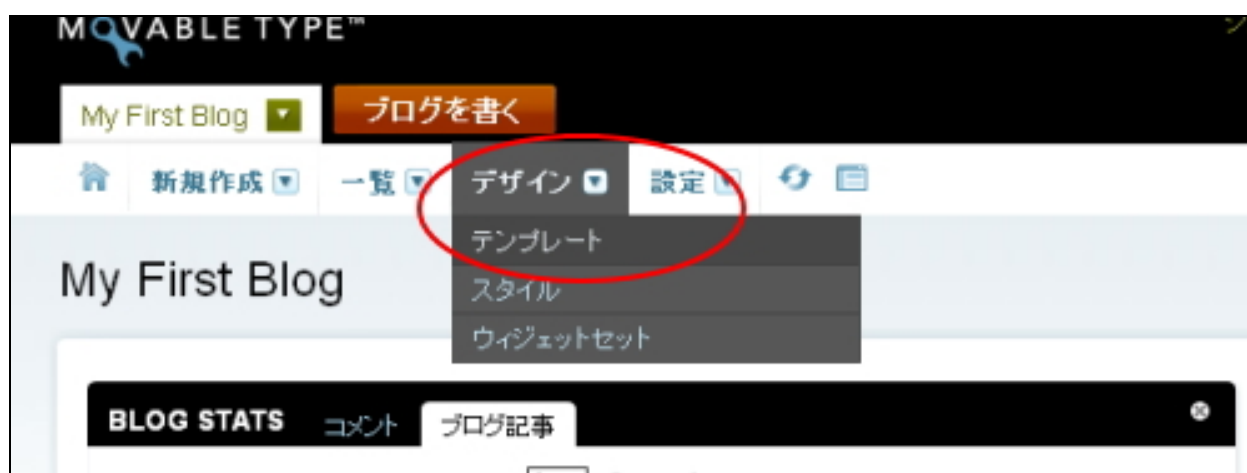 MOVABLE TYPE™
My First Blog ブログを書く
新規作成 一覧 デザイン 設定
テンプレート
My First Blog
スタイル
ウィジェットセット
BLOG STATS コメント ブログ記事